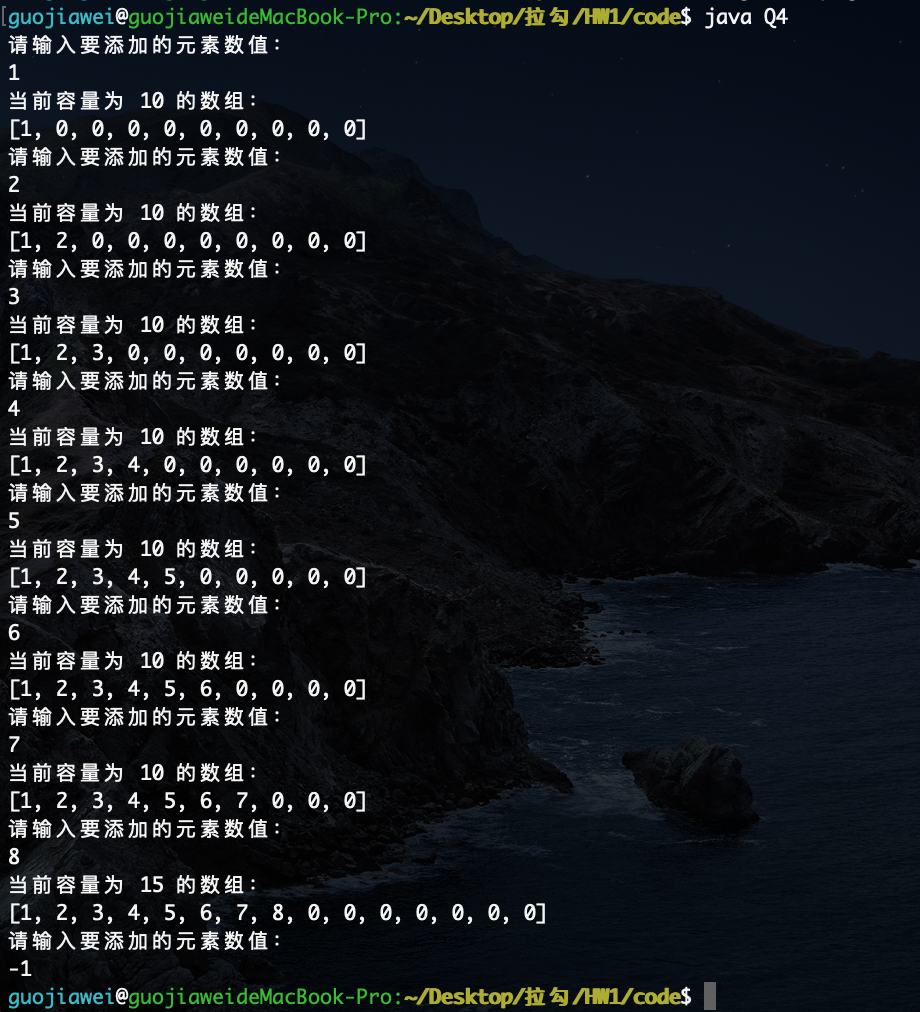 guojiawei@guojiaweideMacBook-Pro:~/Desktop/拉勾/HW1/code$ java Q4
请输入要添加的元素数值：
1
当前容量为 10 的数组：
[1, 0, 0, 0, 0, 0, 0, 0, 0, 0]
请输入要添加的元素数值：
2
当前容量为 10 的数组：
[1, 2, 0, 0, 0, 0, 0, 0, 0, 0]
请输入要添加的元素数值：
3
当前容量为 10 的数组：
[1, 2, 3, 0, 0, 0, 0, 0, 0, 0]
请输入要添加的元素数值：
4
当前容量为 10 的数组：
[1, 2, 3, 4, 0, 0, 0, 0, 0, 0]
请输入要添加的元素数值：
5
当前容量为 10 的数组：
[1, 2, 3, 4, 5, 0, 0, 0, 0, 0]
请输入要添加的元素数值：
6
当前容量为 10 的数组：
[1, 2, 3, 4, 5, 6, 0, 0, 0, 0]
请输入要添加的元素数值：
7
当前容量为 10 的数组：
[1, 2, 3, 4, 5, 6, 7, 0, 0, 0]
请输入要添加的元素数值：
8
当前容量为 15 的数组：
[1, 2, 3, 4, 5, 6, 7, 8, 0, 0, 0, 0, 0, 0, 0]
请输入要添加的元素数值：
-1
guojiawei@guojiaweideMacBook-Pro:~/Desktop/拉勾/HW1/code$